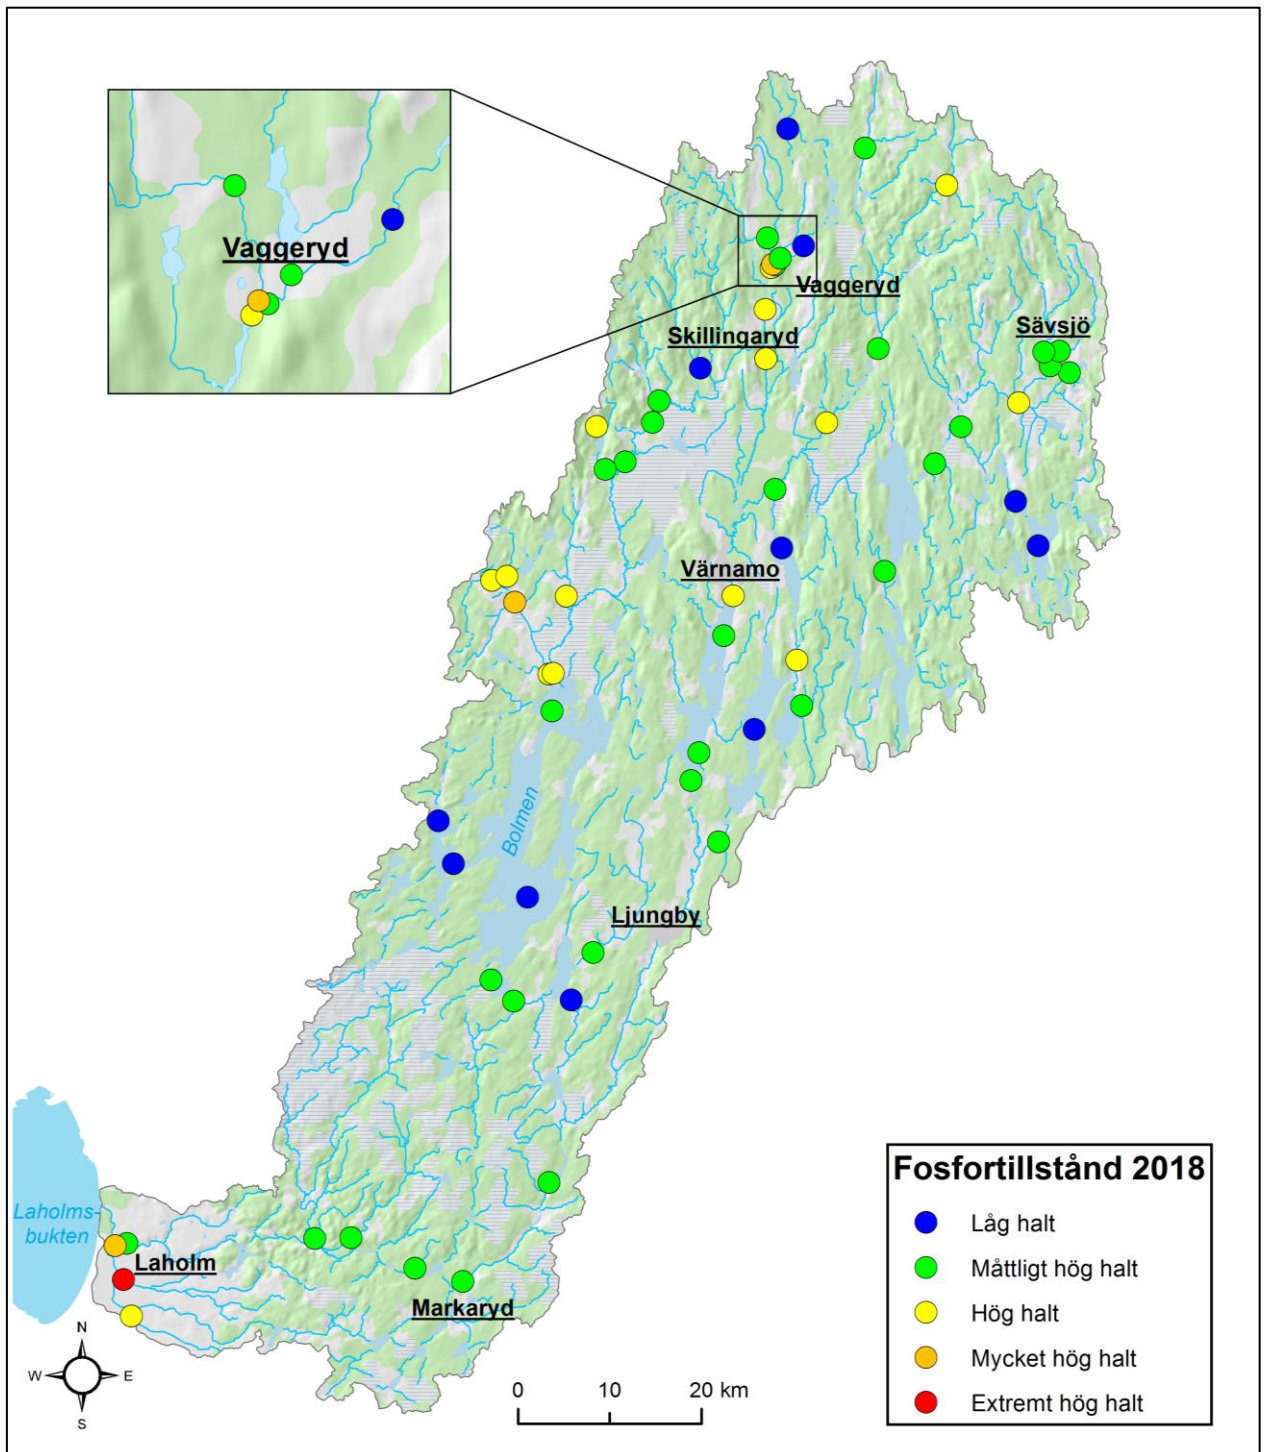 Vaggeryd
Vaggeryd
Skillingaryd
Sävsjö
Värnamo
Bolmen
Ljungby
Laholms-
bukten
Laholm
Markaryd
N
W
E
S
0
10
20 km
Fosfortillstånd 2018
Låg halt
Måttligt hög halt
Hög halt
Mycket hög halt
Extremt hög halt